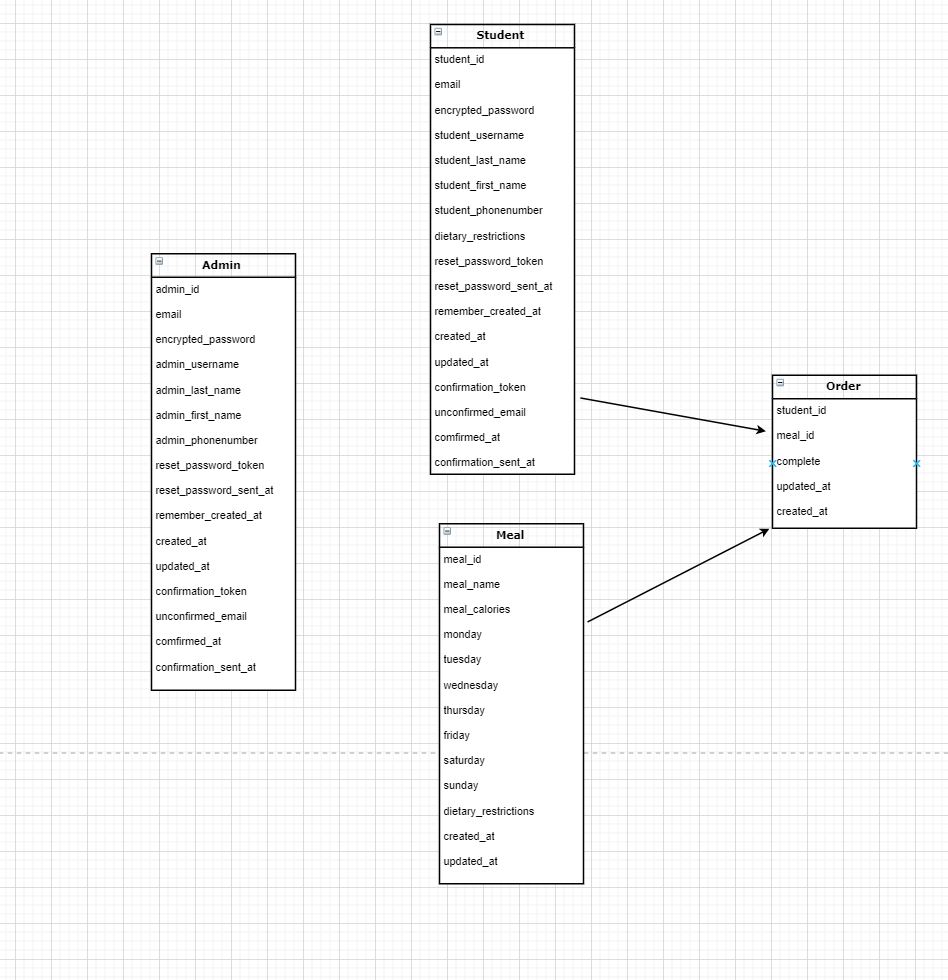 Student
student_id
email
encrypted_password
student_username
student_last_name
student_first_name
student_phonenumber
dietary_restrictions
reset_password_token
reset_password_sent_at
remember_created_at
created_at
updated_at
confirmation_token
unconfirmed_email
comfirmed_at
confirmation_sent_at
Admin
admin_id
email
encrypted_password
admin_username
admin_last_name
admin_first_name
admin_phonenumber
reset_password_token
reset_password_sent_at
remember_created_at
created_at
updated_at
confirmation_token
unconfirmed_email
comfirmed_at
confirmation_sent_at
Order
student_id
meal_id
complete
updated_at
created_at
Meal
meal_id
meal_name
meal_calories
monday
tuesday
wednesday
thursday
friday
saturday
sunday
dietary_restrictions
created_at
updated_at